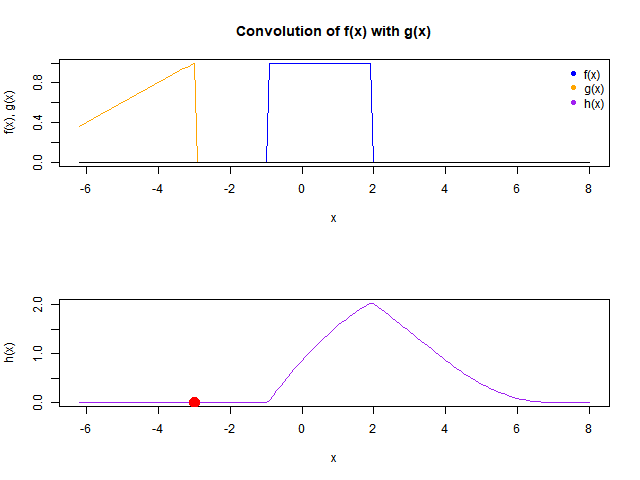 Convolution of f(x) with g(x)
f(x), g(x)
0.8
0.4
0.0
f(x)
g(x)
h(x)
-6 -4 -2 0 2 4 6 8
x
h(x)
2.0
1.0
0.0
-6 -4 -2 0 2 4 6 8
x